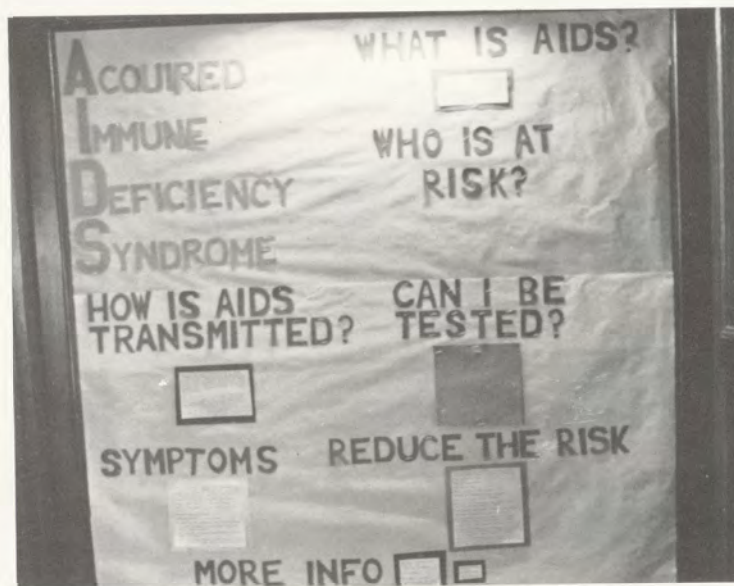 ACQUIRED
IMMUNE
DEFICIENCY
SYNDROME
WHAT IS AIDS?
WHO IS AT
RISK?
HOW IS AIDS
TRANSMITTED?
CAN I BE
TESTED?
SYMPTOMS
REDUCE THE RISK
MORE INFO